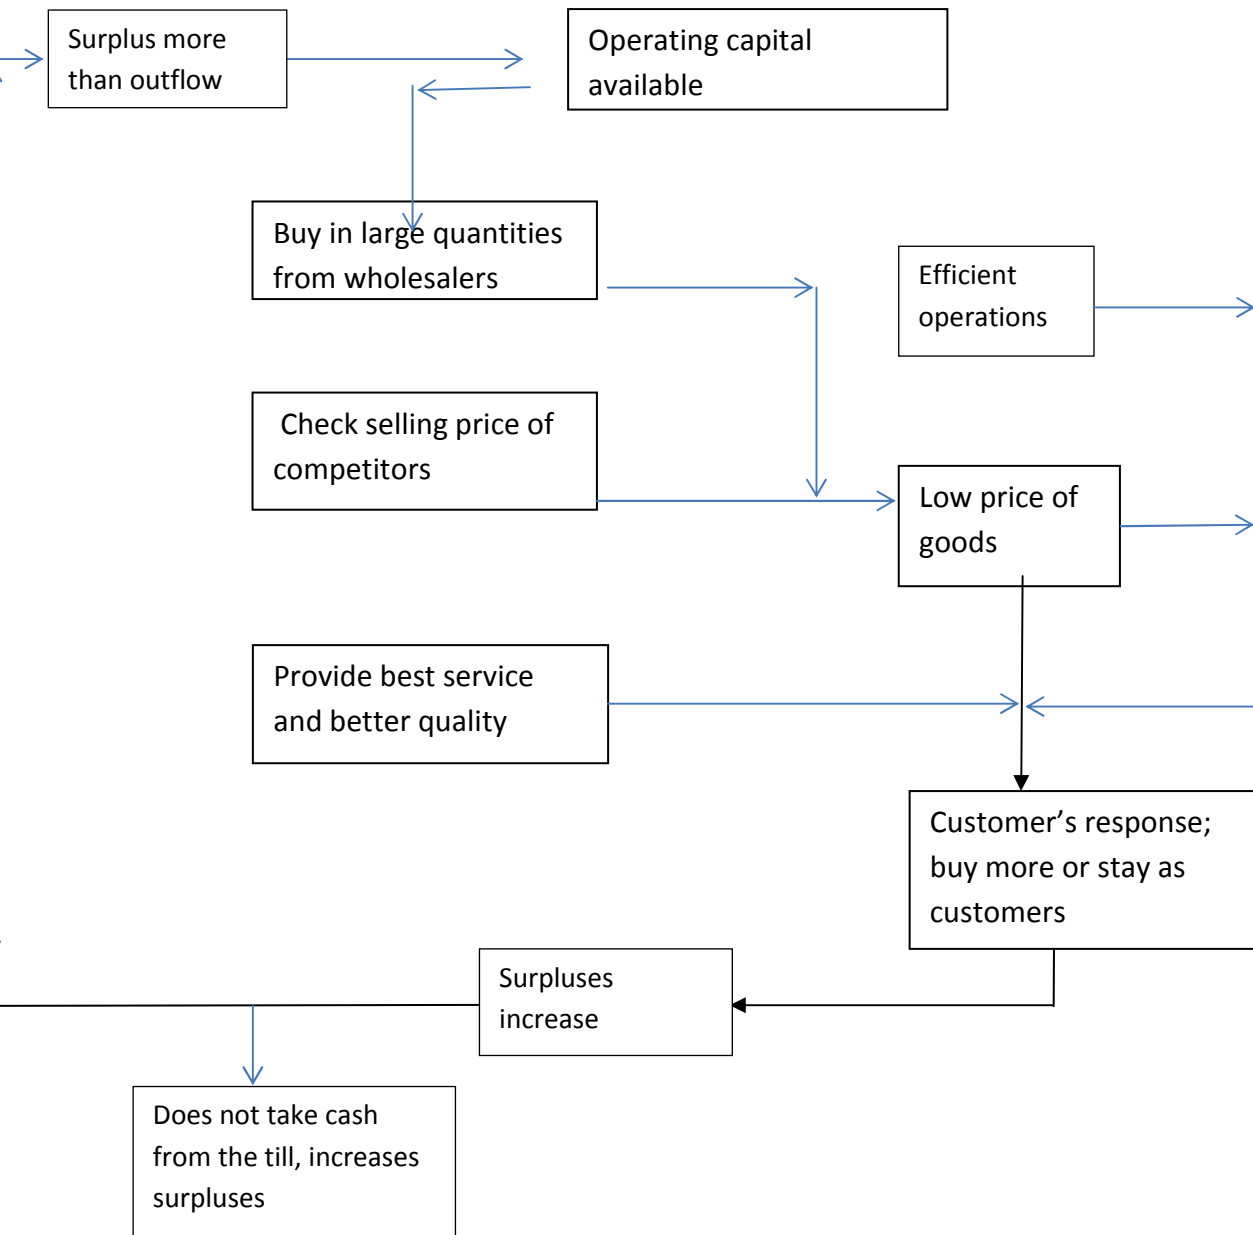 Surplus more
than outflow
Operating capital
available
Buy in large quantities
from wholesalers
Efficient
operations
Check selling price of
competitors
Low price of
goods
Provide best service
and better quality
Customer’s response;
buy more or stay as
customers
Surpluses
increase
Does not take cash
from the till, increases
surpluses